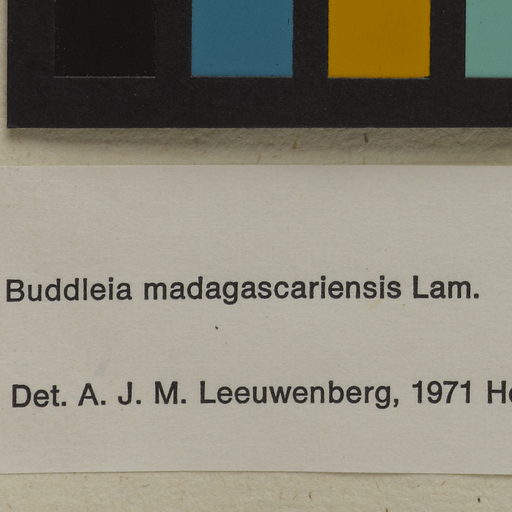 Buddleia madagascariensis Lam.
Det. A. J. M. Leeuwenberg, 1971